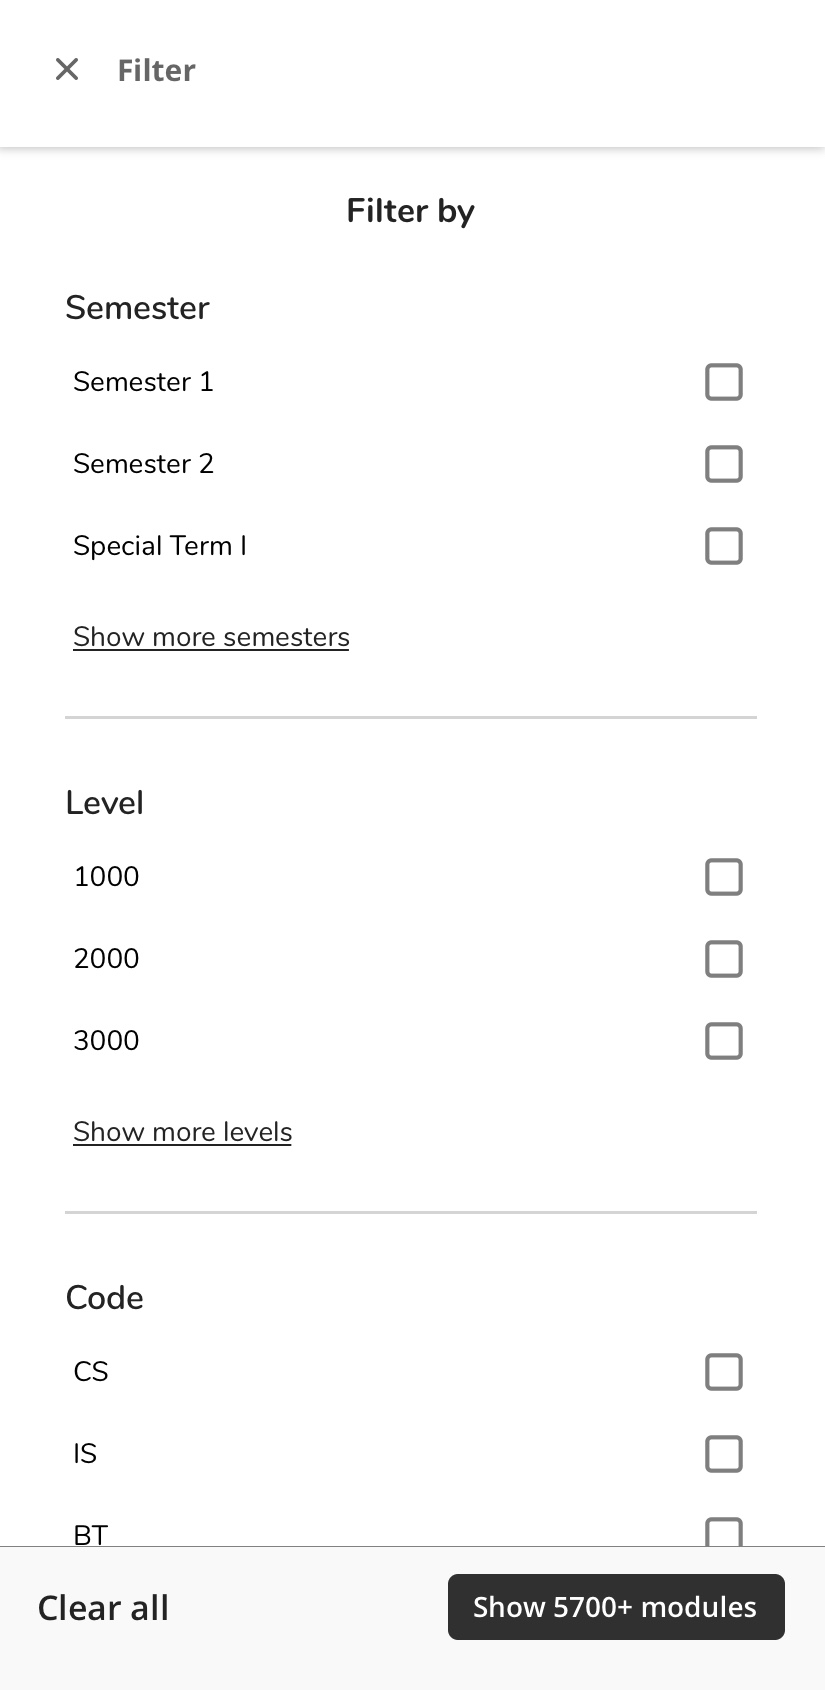 Filter
Filter by
Semester
Semester 1
Semester 2
Special Term I
Show more semesters
Level
1000
2000
3000
Show more levels
Code
CS
IS
BT
Clear all
Show 5700+ modules